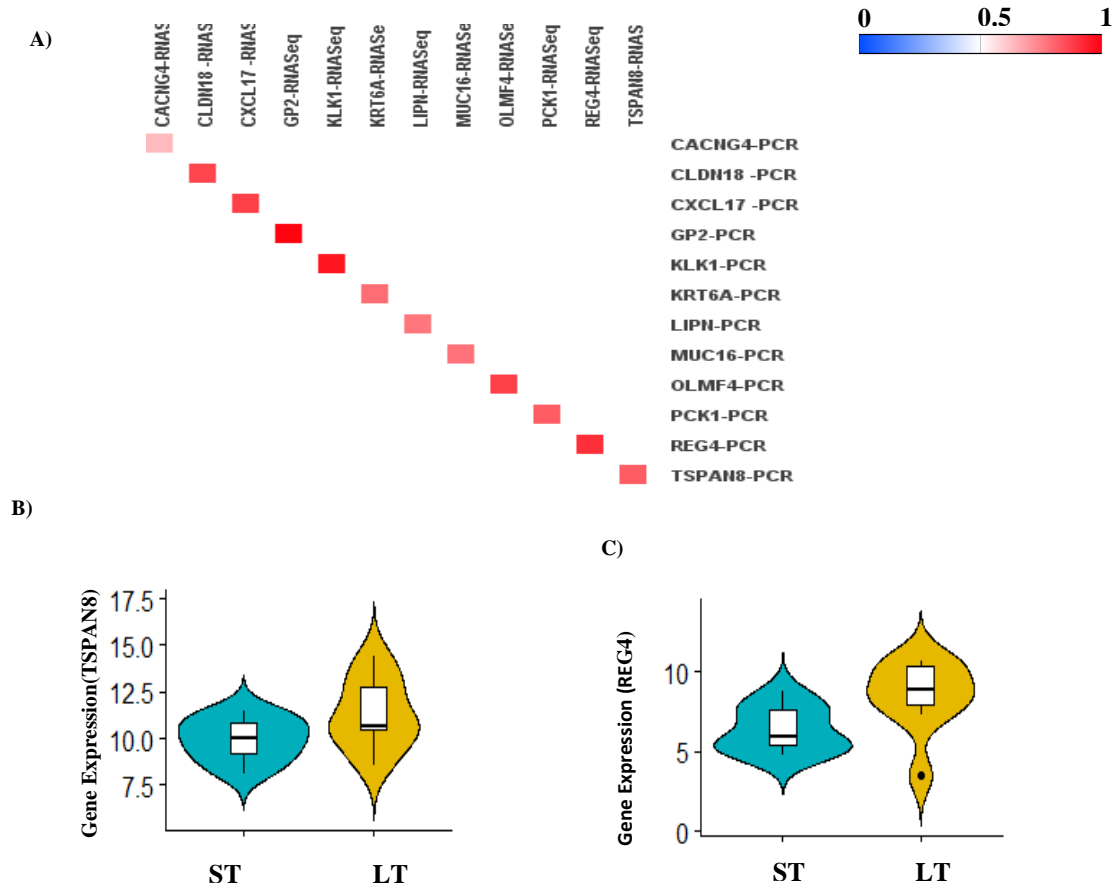 A)
0 0.5 1
CACNG4-RNAS
CLDN18 -RNAS
CXCL17 -RNAS
GP2-RNASeq
KLK1-RNASeq
KRT6A-RNASe
LIPN-RNASeq
MUC16-RNASe
OLMF4-RNASe
PCK1-RNASeq
REG4-RNASeq
TSPAN8-RNAS
CACNG4-PCR
CLDN18 -PCR
CXCL17 -PCR
GP2-PCR
KLK1-PCR
KRT6A-PCR
LIPN-PCR
MUC16-PCR
OLMF4-PCR
PCK1-PCR
REG4-PCR
TSPAN8-PCR
B)
Gene Expression(TSPAN8)
17.5
15.0
12.5
10.0
7.5
ST LT
C)
Gene Expression (REG4)
10
5
0
ST LT